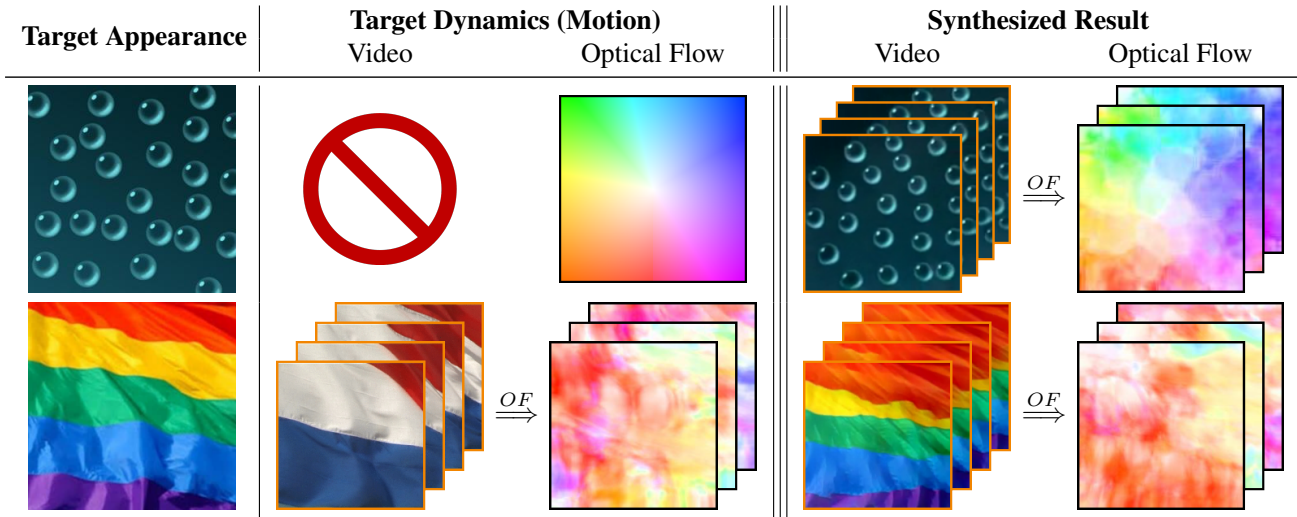 Target Appearance
Target Dynamics (Motion)
Video
Optical Flow
Synthesized Result
Video
Optical Flow
OF
OF
OF